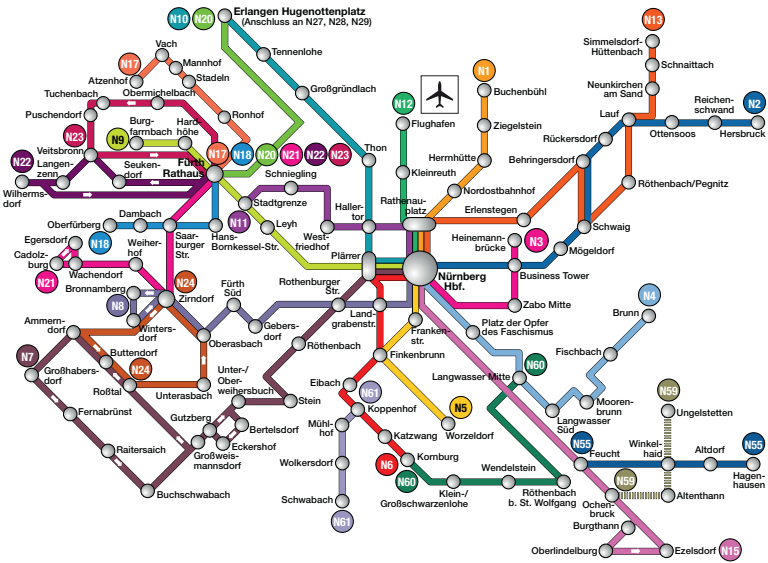 N10
N20
Erlangen Hugenottenplatz
(Anschluss an N27, N28, N29)
N13
Simmelsdorf-
Hüttenbach
Schnaittach
Neunkirchen
am Sand
Vach
N17
Mannhof
Atzenhof
Stadeln
Tennenlohe
N1
Buchenbühl
Großgründlach
Tuchenbach
Obermichelbach
Puschendorf
Ronhof
Burg-
farrnbach
Hard-
höhe
N12
Flughafen
Ziegelstein
Lauf
Reichen-
schwand
N2
Ottensoos
Hersbruck
Rückersdorf
N23
N9
Veitsbronn
Fürth
Rathaus
N17
N18
N20
N21
N22
N23
Thon
Herrnhütte
Behringersdorf
N22
Langen-
zenn
Seuken-
dorf
Schniegling
Kleinreuth
Nordostbahnhof
Röthenbach/Pegnitz
Wilherms-
dorf
Stadtgrenze
Haller-
tor
Rathenau-
platz
Erlenstegen
Oberfürberg
Dambach
N11
Leyh
West-
friedhof
Schwaig
N18
Egersdorf
Saar-
burger
Str.
Hans-
Bornkessel-Str.
Heinemann-
brücke
N3
Mögeldorf
Cadolz-
burg
Weiher-
hof
Plärrer
Nürnberg
Hbf.
Business Tower
N21
Wachendorf
N24
Rothenburger
Str.
Bronnamberg
Zirndorf
Fürth
Süd
N4
N8
Land-
grabenstr.
Zabo Mitte
Brunn
Ammern-
dorf
Winters-
dorf
Oberasbach
Gebers-
dorf
Franken-
str.
Platz der Opfer
des Faschismus
N7
Buttendorf
Röthenbach
Finkenbrunn
Fischbach
Großhabers-
dorf
N24
Unter-/
Ober-
weihersbuch
Langwasser Mitte
N60
Roßtal
Unterasbach
Eibach
N61
N59
Fernabrünst
Gutzberg
Stein
Koppenhof
N5
Mooren-
brunn
Ungelstetten
Bertelsdorf
Mühl-
hof
Worzeldorf
Langwasser
Süd
Eckershof
Katzwang
N55
Winkel-
haid
Altdorf
N55
Raitersaich
Großweis-
mannsdorf
Wolkersdorf
N6
Kornburg
Feucht
Hagen-
hausen
Wendelstein
N59
Buchschwabach
N60
Klein-/
Großschwarzenlohe
Röthenbach
b. St. Wolfgang
Ochen-
bruck
Altenthann
Schwabach
N61
Burgthann
Oberlindelburg
Ezelsdorf
N15